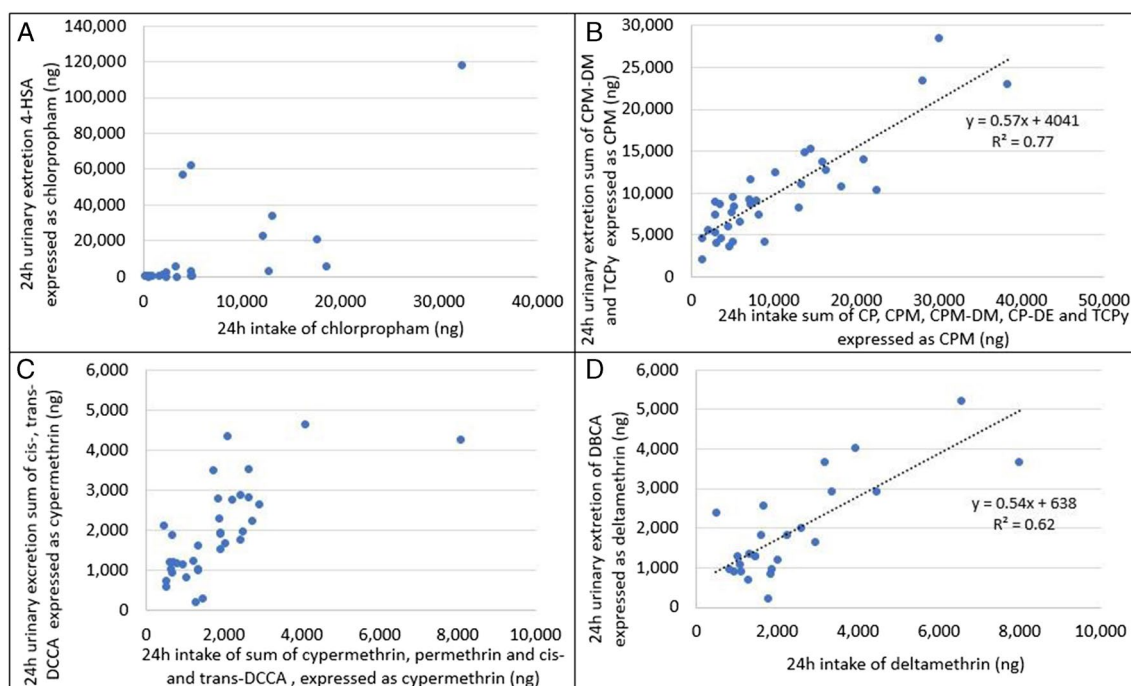 A
24h urinary extretion 4-HSA
expressed as chlorpropham (ng)
140,000
120,000
100,000
80,000
60,000
40,000
20,000
0
0 10,000 20,000 30,000 40,000
24h intake of chlorpropham (ng)
B
24h urinary extretion sum of CPM-DM
and TCPy expressed as CPM (ng)
30,000
25,000
20,000
15,000
10,000
5,000
0
y = 0.57x + 4041
R² = 0.77
0 10,000 20,000 30,000 40,000 50,000
24h intake sum of CP, CPM, CPM-DM, CP-DE and TCPy
expressed as CPM (ng)
C
24h urinary excretion sum of cis-, trans-
DCCA expressed as cypermethrin (ng)
6,000
5,000
4,000
3,000
2,000
1,000
0
0 2,000 4,000 6,000 8,000 10,000
24h intake of sum of cypermethrin, permethrin and cis-
and trans-DCCA , expressed as cypermethrin (ng)
D
24h urinary extretion of DBCA
expressed as deltamethrin (ng)
6,000
5,000
4,000
3,000
2,000
1,000
0
y = 0.54x + 638
R² = 0.62
0 2,000 4,000 6,000 8,000 10,000
24h intake of deltamethrin (ng)